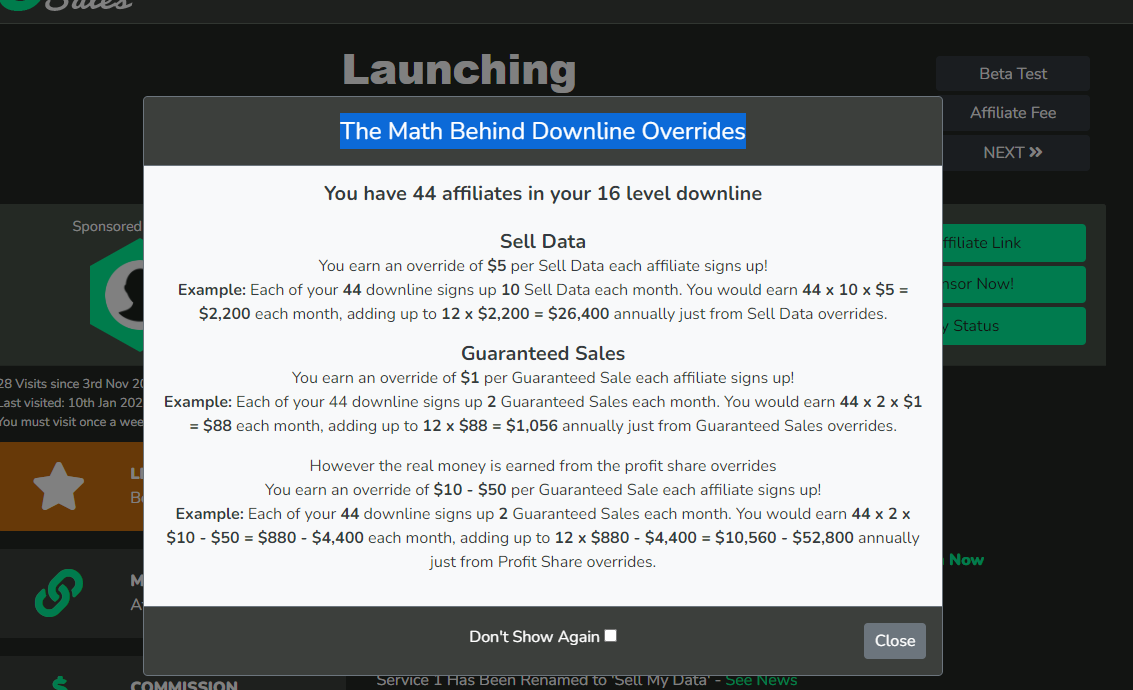 Sales
Launching
Beta Test
Affiliate Fee
NEXT
The Math Behind Downline Overrides
You have 44 affiliates in your 16 level downline
Sell Data
You earn an override of $5 per Sell Data each affiliate signs up!
Example: Each of your 44 downline signs up 10 Sell Data each month. You would earn 44 x 10 x $5 =
$2,200 each month, adding up to 12 x $2,200 = $26,400 annually just from Sell Data overrides.
Guaranteed Sales
You earn an override of $1 per Guaranteed Sale each affiliate signs up!
Example: Each of your 44 downline signs up 2 Guaranteed Sales each month. You would earn 44 x 2 x $1
= $88 each month, adding up to 12 x $88 = $1,056 annually just from Guaranteed Sales overrides.
However the real money is earned from the profit share overrides
You earn an override of $10 - $50 per Guaranteed Sale each affiliate signs up!
Example: Each of your 44 downline signs up 2 Guaranteed Sales each month. You would earn 44 x 2 x
$10 - $50 = $880 - $4,400 each month, adding up to 12 x $880 - $4,400 = $10,560 - $52,800 annually
just from Profit Share overrides.
Don't Show Again
Close
Sponsored
28 Visits since 3rd Nov 20
Last visited: 10th Jan 202
You must visit once a wee
ffiliate Link
nsor Now!
y Status
Now
COMMISSION
Service 1 Has Been Renamed to 'Sell My Data' - See News